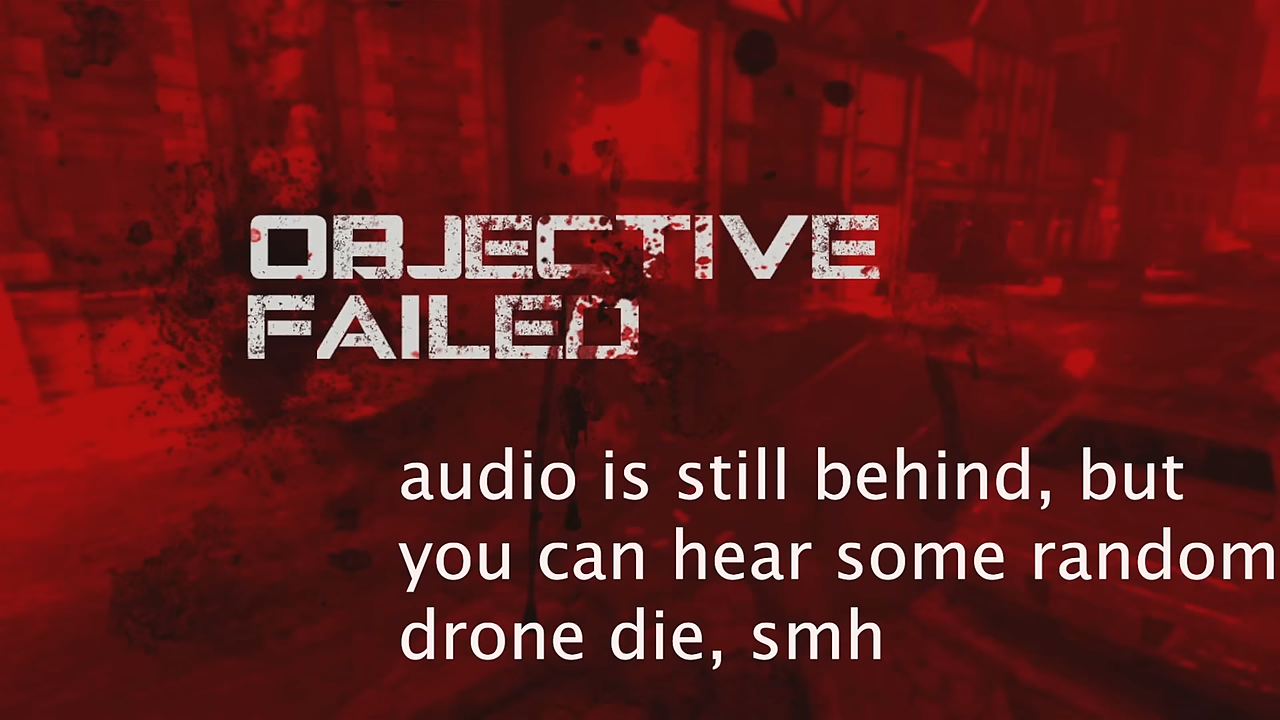 OBJECTIVE
FAILED
audio is still behind, but
you can hear some random
drone die, smh